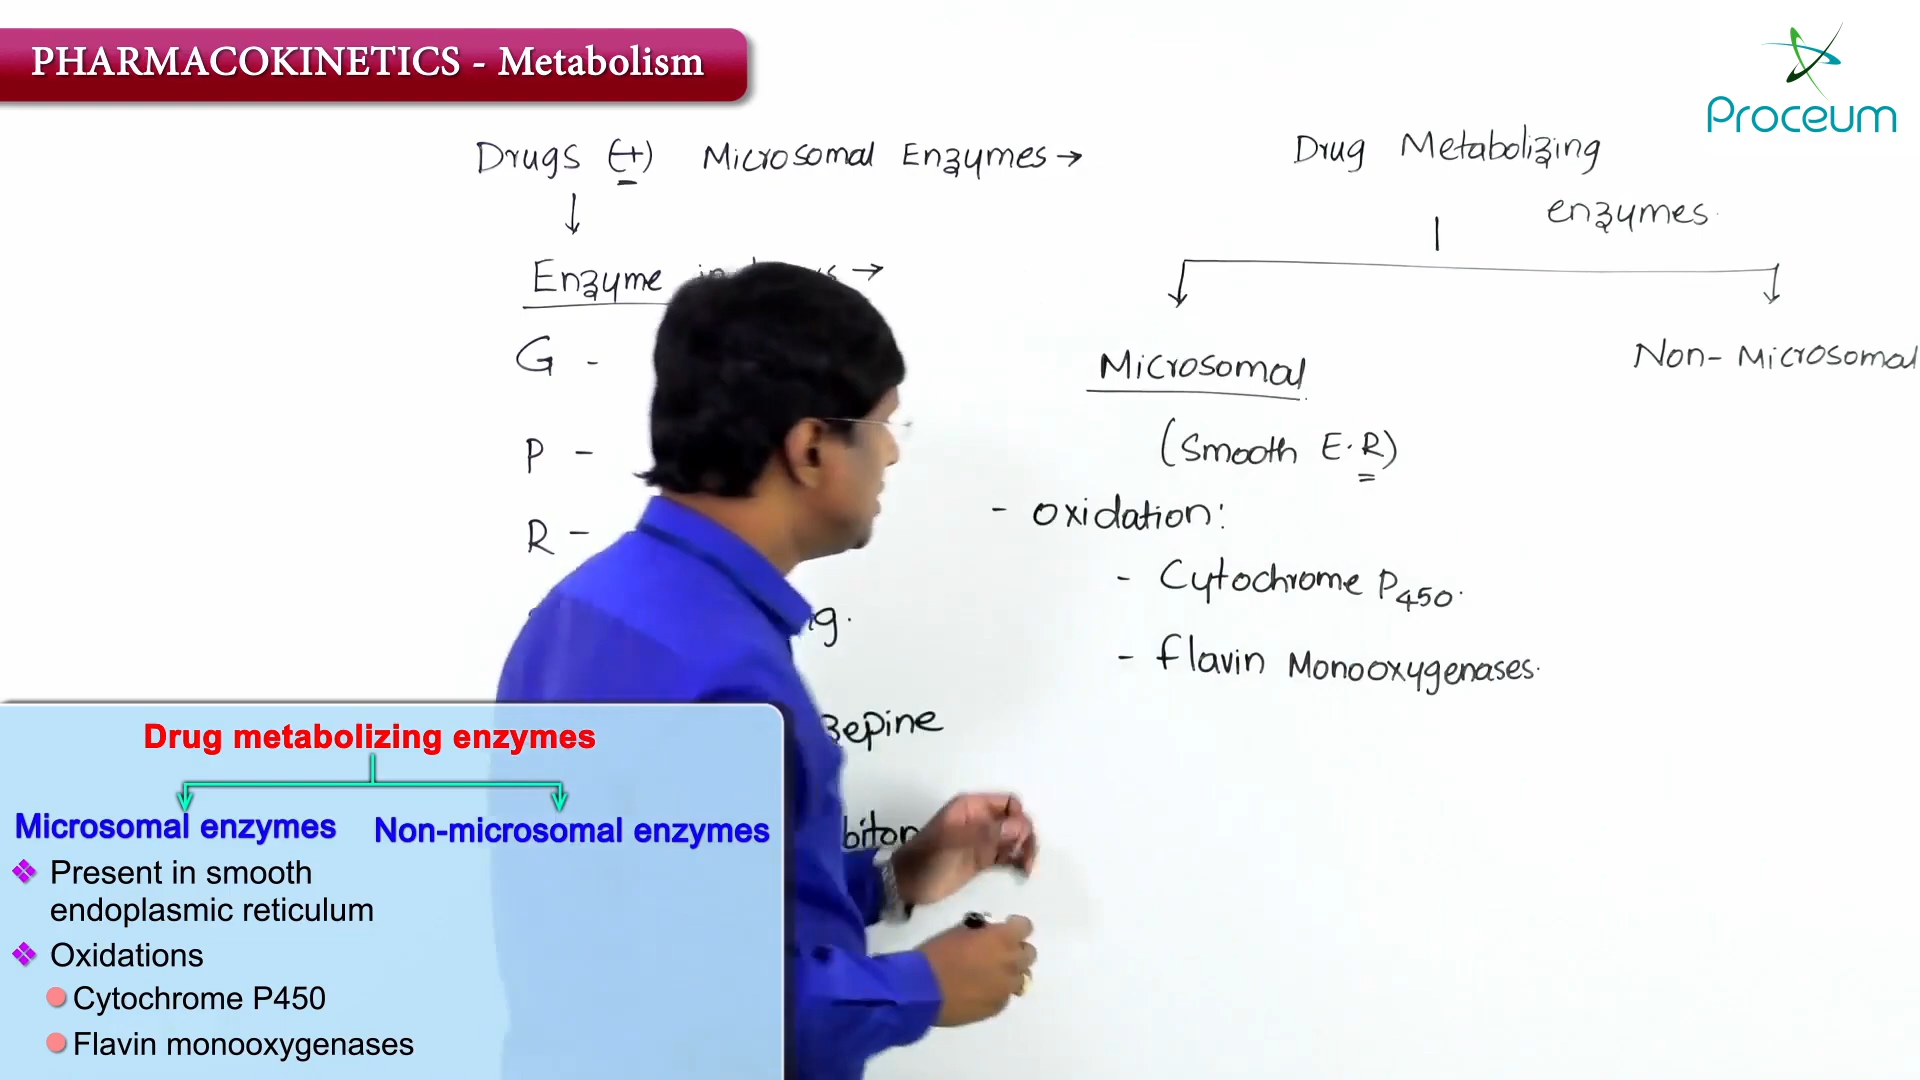 PHARMACOKINETICS - Metabolism
Proceum
Drugs (+) Microsomal Enzymes →
↓
Enzyme →
G -
P -
R -
Drug Metabolizing
enzymes.
Microsomal
Non-Microsomal
(Smooth E.R)
- oxidation:
- Cytochrome P450.
- flavin Monooxygenases.
Drug metabolizing enzymes
Microsomal enzymes
Non-microsomal enzymes
Present in smooth
endoplasmic reticulum
Oxidations
Cytochrome P450
Flavin monooxygenases